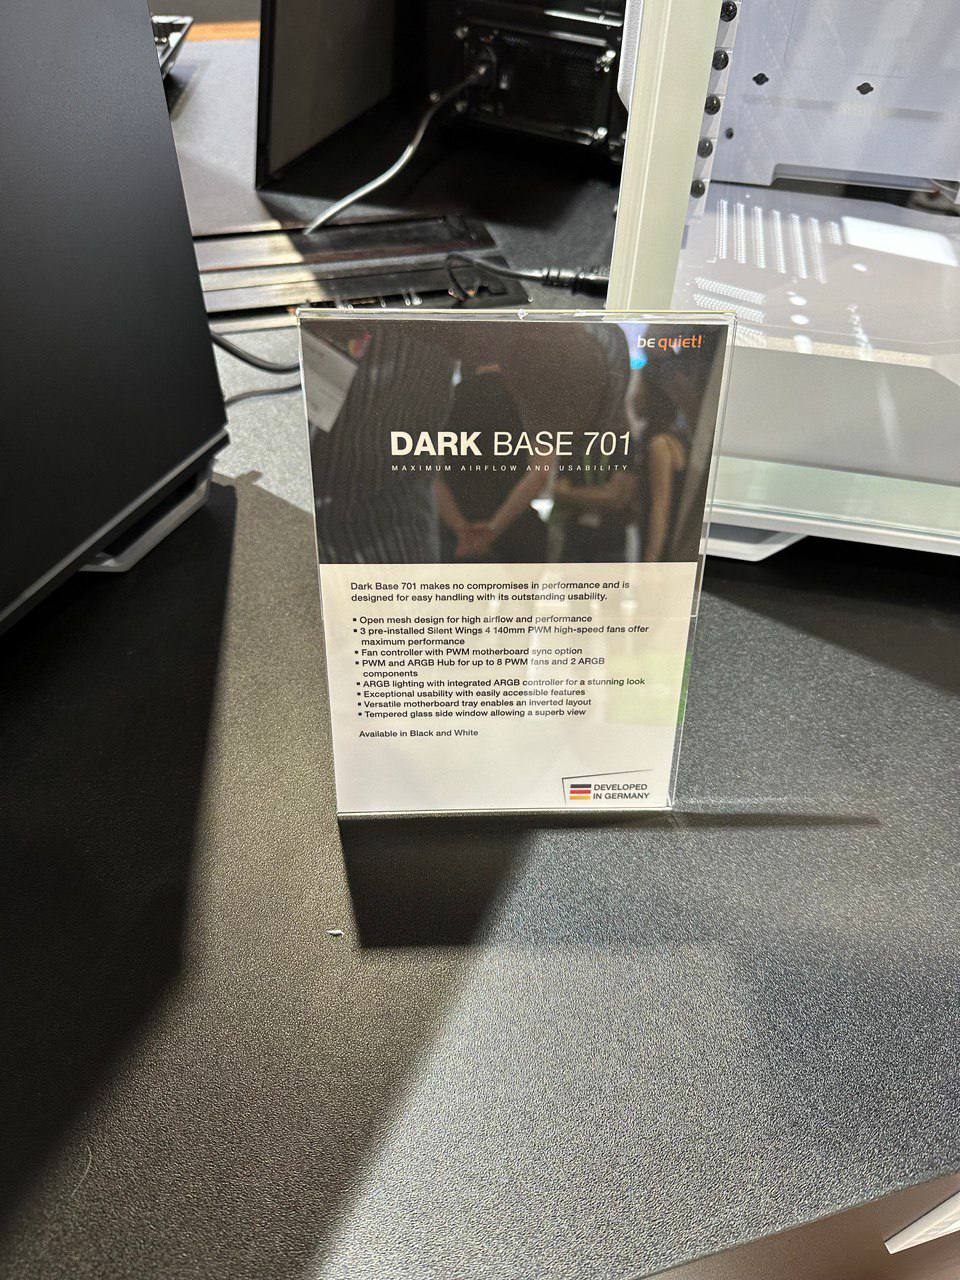 be quiet!
DARK BASE 701
MAXIMUM AIRFLOW AND USABILITY
Dark Base 701 makes no compromises in performance and is
designed for easy handling with its outstanding usability.
▪ Open mesh design for high airflow and performance
▪ 3 pre-installed Silent Wings 4 140mm PWM high-speed fans offer
maximum performance
▪ Fan controller with PWM motherboard sync option
▪ PWM and ARGB Hub for up to 8 PWM fans and 2 ARGB
components
▪ ARGB lighting with integrated ARGB controller for a stunning look
▪ Exceptional usability with easily accessible features
▪ Versatile motherboard tray enables an inverted layout
▪ Tempered glass side window allowing a superb view
Available in Black and White
DEVELOPED
IN GERMANY